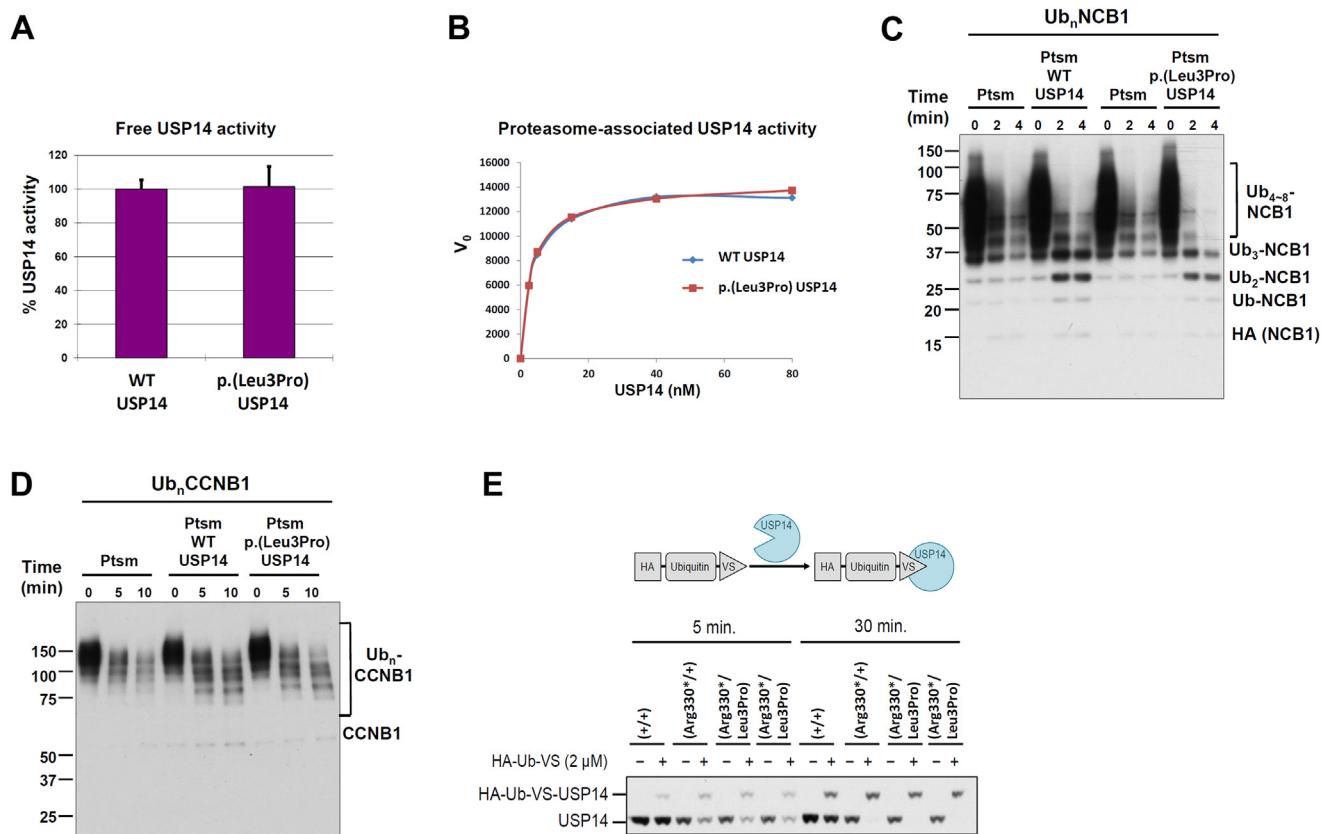 A
Free USP14 activity
% USP14 activity
120
100
80
60
40
20
0
WT
USP14
p.(Leu3Pro)
USP14
B
Proteasome-associated USP14 activity
V0
16000
14000
12000
10000
8000
6000
4000
2000
0
WT USP14
p.(Leu3Pro) USP14
0 20 40 60 80
USP14 (nM)
C
UbnNCB1
Ptsm
Ptsm
WT
USP14
Ptsm
Ptsm
p.(Leu3Pro)
USP14
Time
(min)
0 2 4 0 2 4 0 2 4 0 2 4
150
100
75
50
37
25
20
15
Ub4~8-
NCB1
Ub3-NCB1
Ub2-NCB1
Ub-NCB1
HA (NCB1)
D
UbnCCNB1
Ptsm
Ptsm
WT
USP14
Ptsm
p.(Leu3Pro)
USP14
Time
(min)
0 5 10 0 5 10 0 5 10
150
100
75
50
37
25
Ubn-
CCNB1
CCNB1
E
USP14
HA Ubiquitin VS
HA Ubiquitin VS USP14
5 min. 30 min.
(+/+)
(Arg330*/+)
(Arg330*/
Leu3Pro)
(Arg330*/
Leu3Pro)
(+/+)
(Arg330*/+)
(Arg330*/
Leu3Pro)
(Arg330*/
Leu3Pro)
HA-Ub-VS (2 µM) – + – + – + – + – + – + – + – +
HA-Ub-VS-USP14
USP14